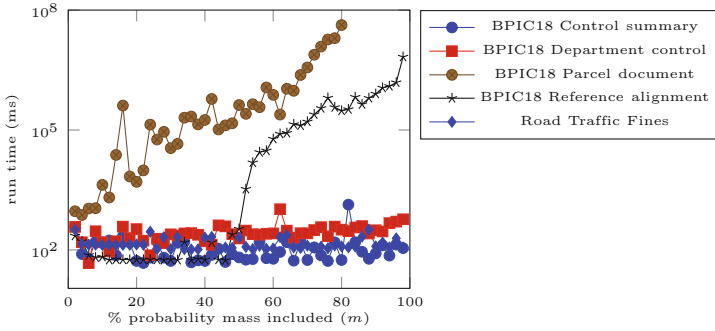 10^8
10^5
10^2
run time (ms)
0 20 40 60 80 100
% probability mass included (m)
BPIC18 Control summary
BPIC18 Department control
BPIC18 Parcel document
BPIC18 Reference alignment
Road Traffic Fines